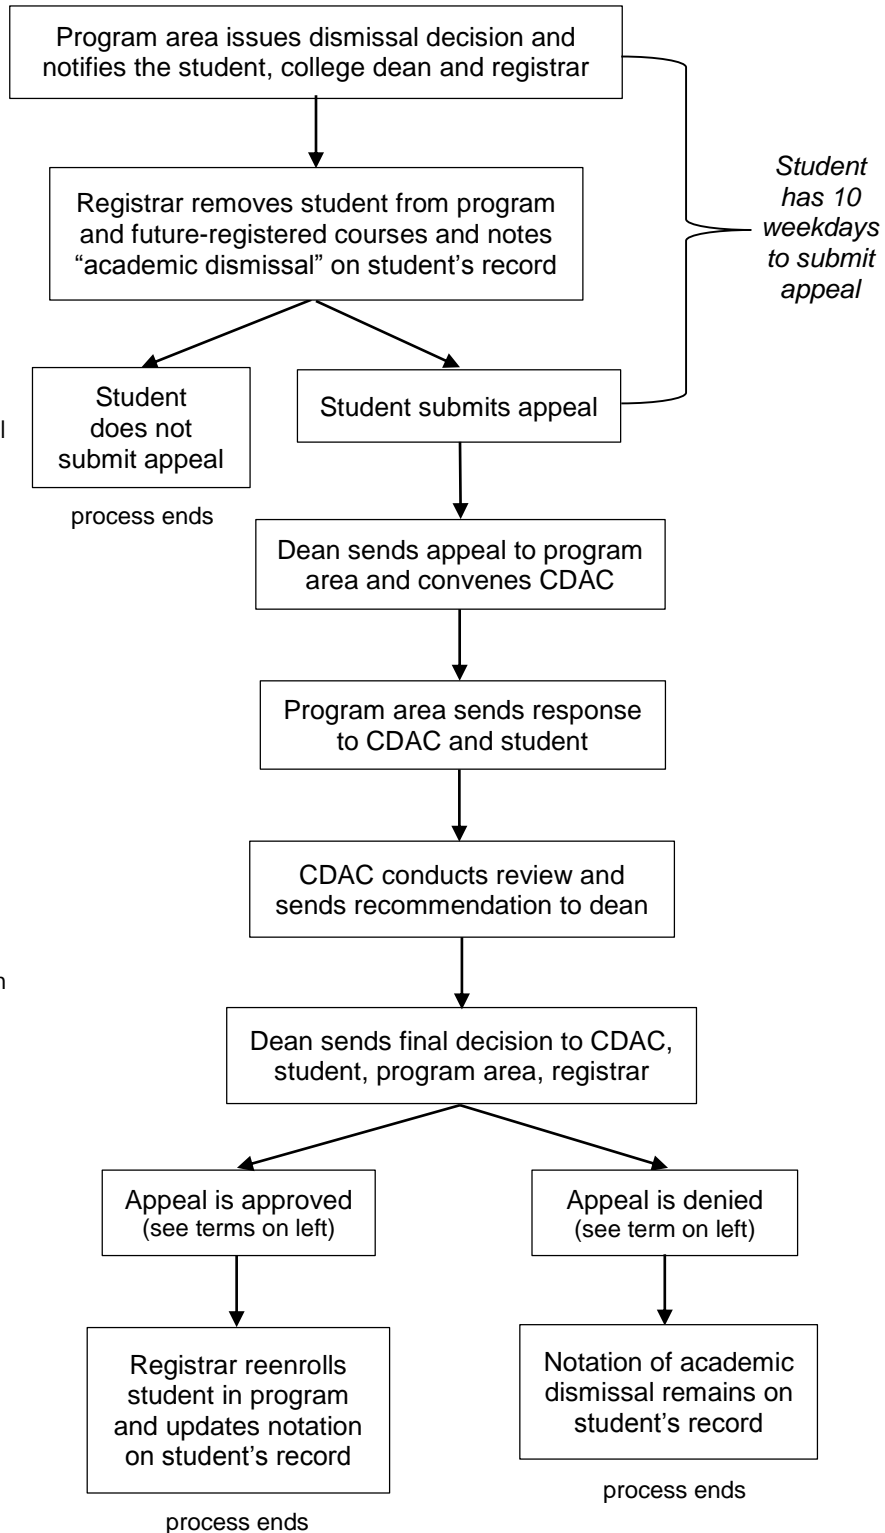 Program area issues dismissal decision and
notifies the student, college dean and registrar
Student
has 10
weekdays
to submit
appeal
Registrar removes student from program
and future-registered courses and notes
“academic dismissal” on student’s record
Student
does not
submit appeal
process ends
Student submits appeal
Dean sends appeal to program
area and convenes CDAC
Program area sends response
to CDAC and student
CDAC conducts review and
sends recommendation to dean
Dean sends final decision to CDAC,
student, program area, registrar
Appeal is approved
(see terms on left)
Appeal is denied
(see term on left)
Registrar reenrolls
student in program
and updates notation
on student’s record
process ends
Notation of academic
dismissal remains on
student’s record
process ends